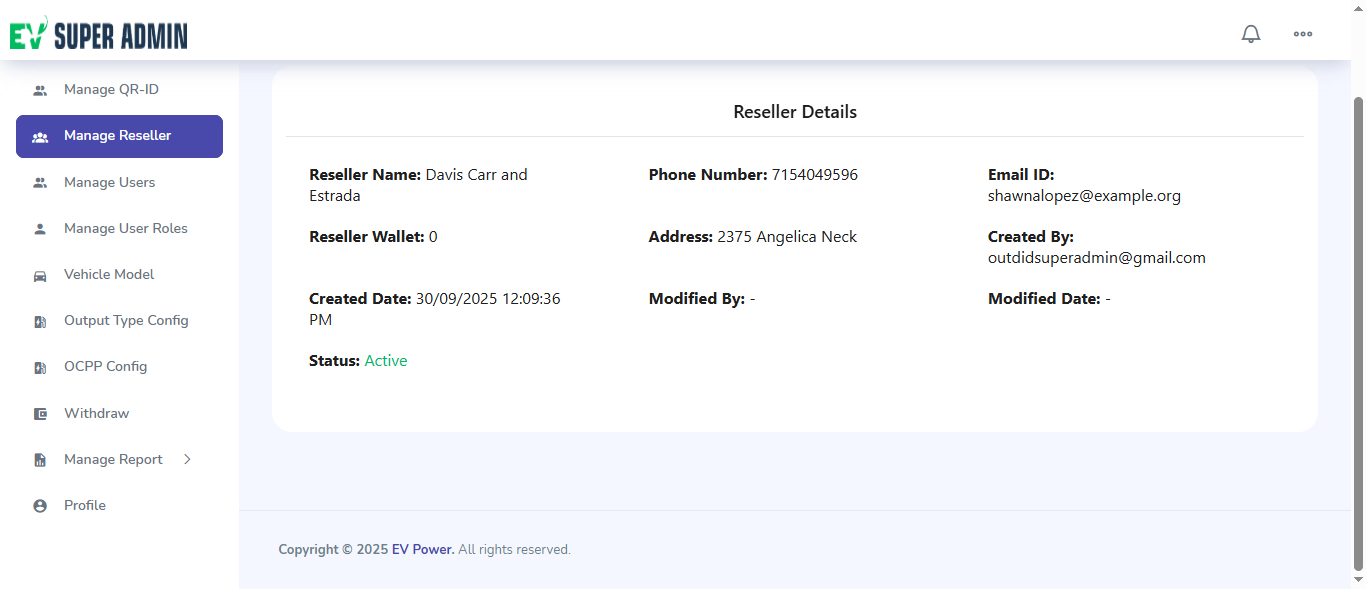 EV SUPER ADMIN
Manage QR-ID
Manage Reseller
Manage Users
Manage User Roles
Vehicle Model
Output Type Config
OCPP Config
Withdraw
Manage Report
Profile
Reseller Details
Reseller Name: Davis Carr and
Estrada
Phone Number: 7154049596
Email ID:
shawnalopez@example.org
Reseller Wallet: 0
Address: 2375 Angelica Neck
Created By:
outdidsuperadmin@gmail.com
Created Date: 30/09/2025 12:09:36
PM
Modified By: -
Modified Date: -
Status: Active
Copyright © 2025 EV Power. All rights reserved.